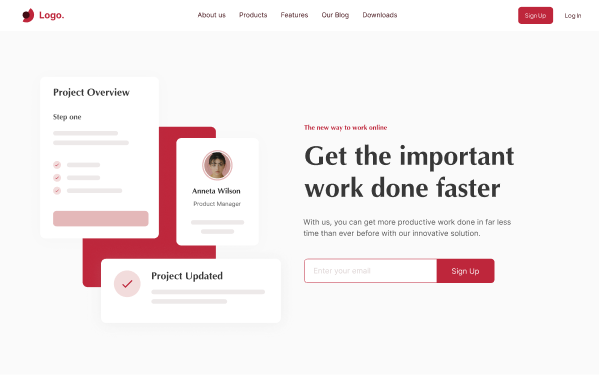 Logo.
About us
Products
Features
Our Blog
Downloads
Sign Up
Log In
Project Overview
Step one
Anneta Wilson
Product Manager
Project Updated
The new way to work online
Get the important
work done faster
With us, you can get more productive work done in far less
time than ever before with our innovative solution.
Enter your email
Sign Up